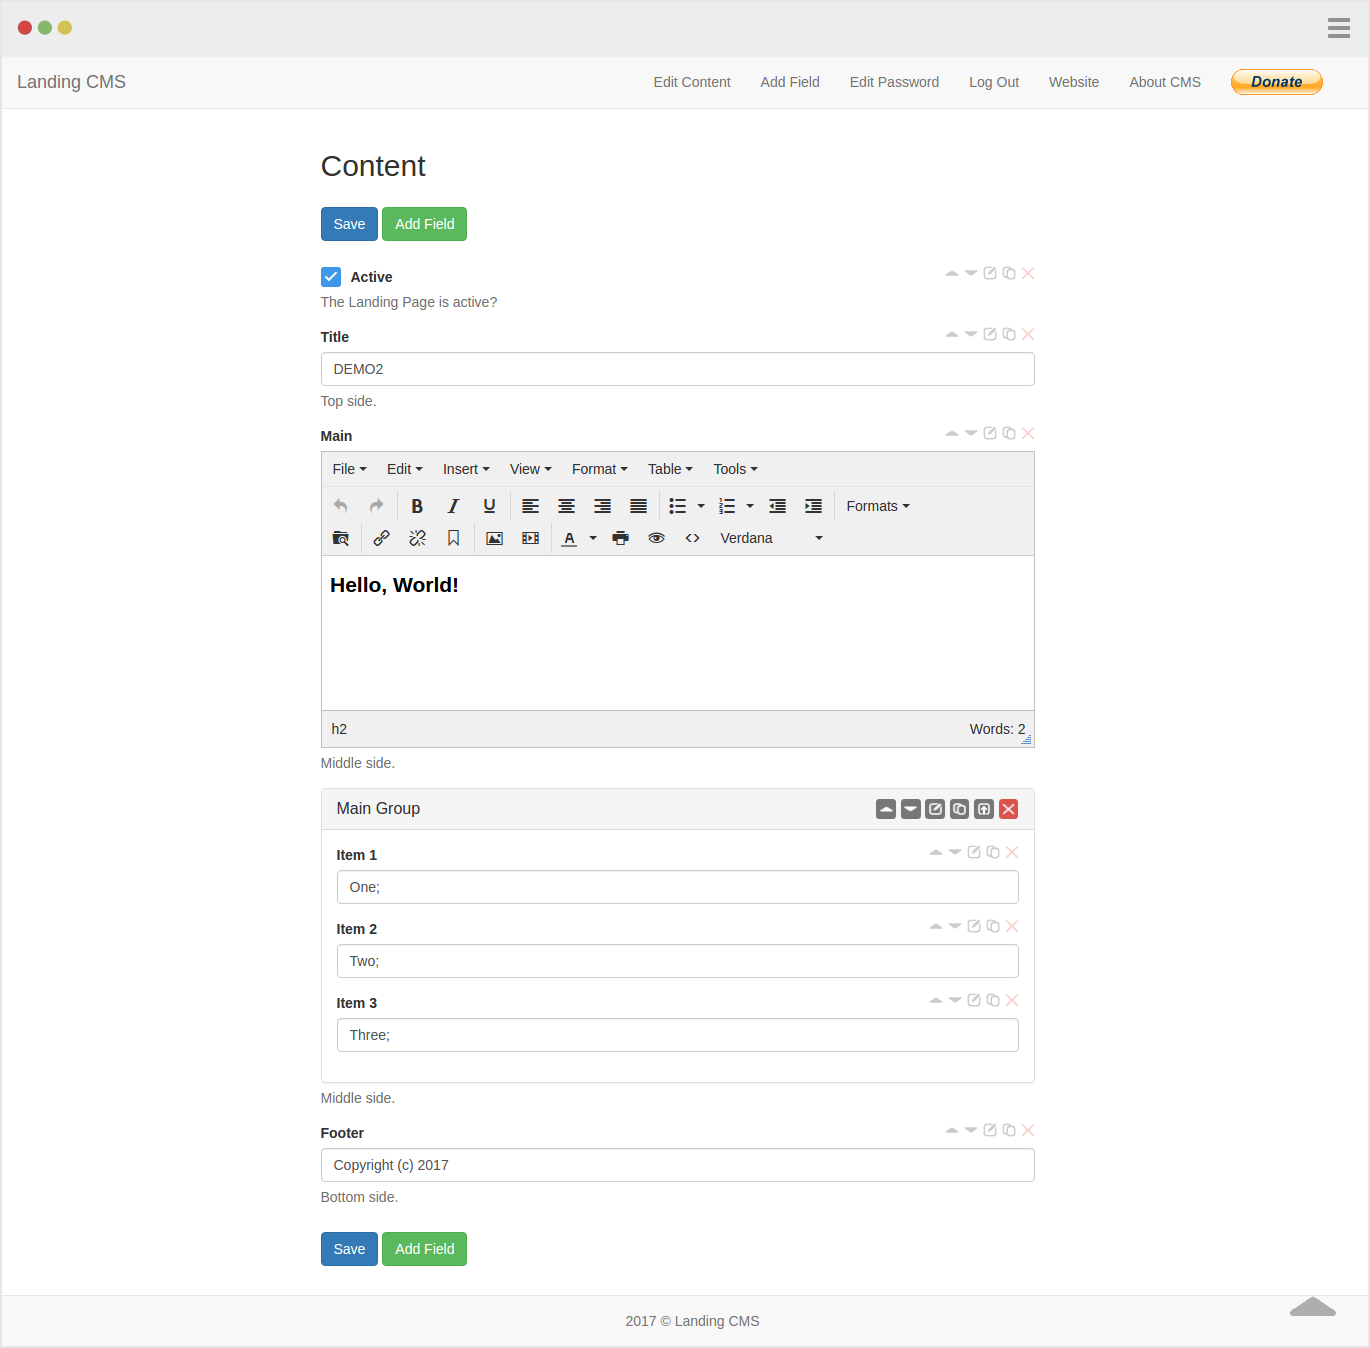 Landing CMS Edit Content Add Field Edit Password Log Out Website About CMS Donate
Content
Save Add Field
Active
The Landing Page is active?
Title
DEMO2
Top side.
Main
File Edit Insert View Format Table Tools
B I U Formats
A Verdana
Hello, World!
h2 Words: 2
Middle side.
Main Group
Item 1
One;
Item 2
Two;
Item 3
Three;
Middle side.
Footer
Copyright (c) 2017
Bottom side.
Save Add Field
2017 © Landing CMS